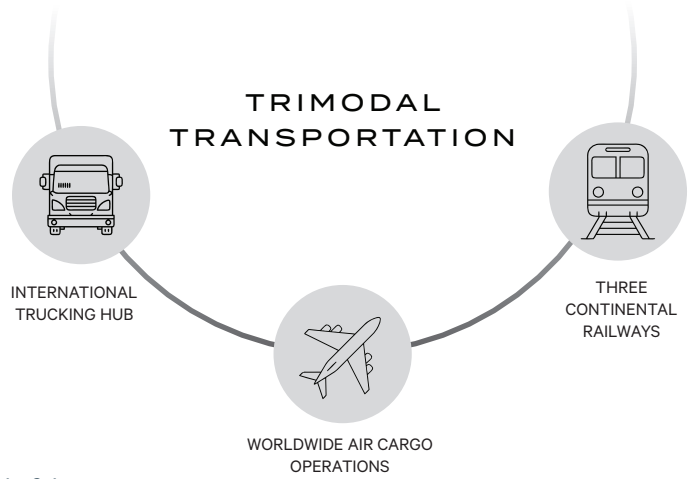 TRIMODAL
TRANSPORTATION
INTERNATIONAL
TRUCKING HUB
THREE
CONTINENTAL
RAILWAYS
WORLDWIDE AIR CARGO
OPERATIONS